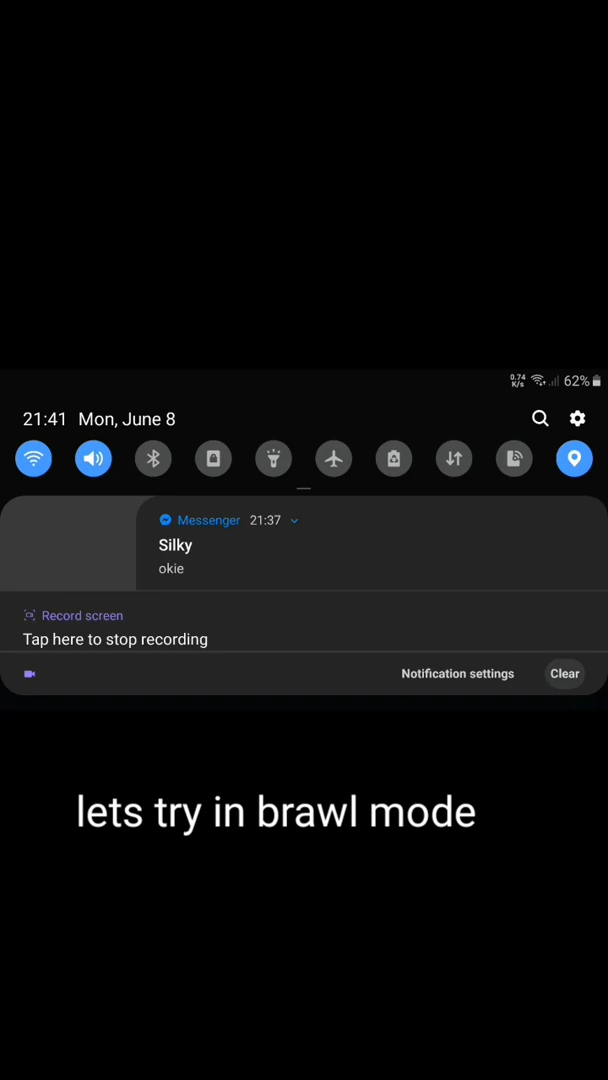 0.74 K/s 62%
21:41 Mon, June 8
Messenger 21:37
Silky
okie
Record screen
Tap here to stop recording
Notification settings Clear
lets try in brawl mode